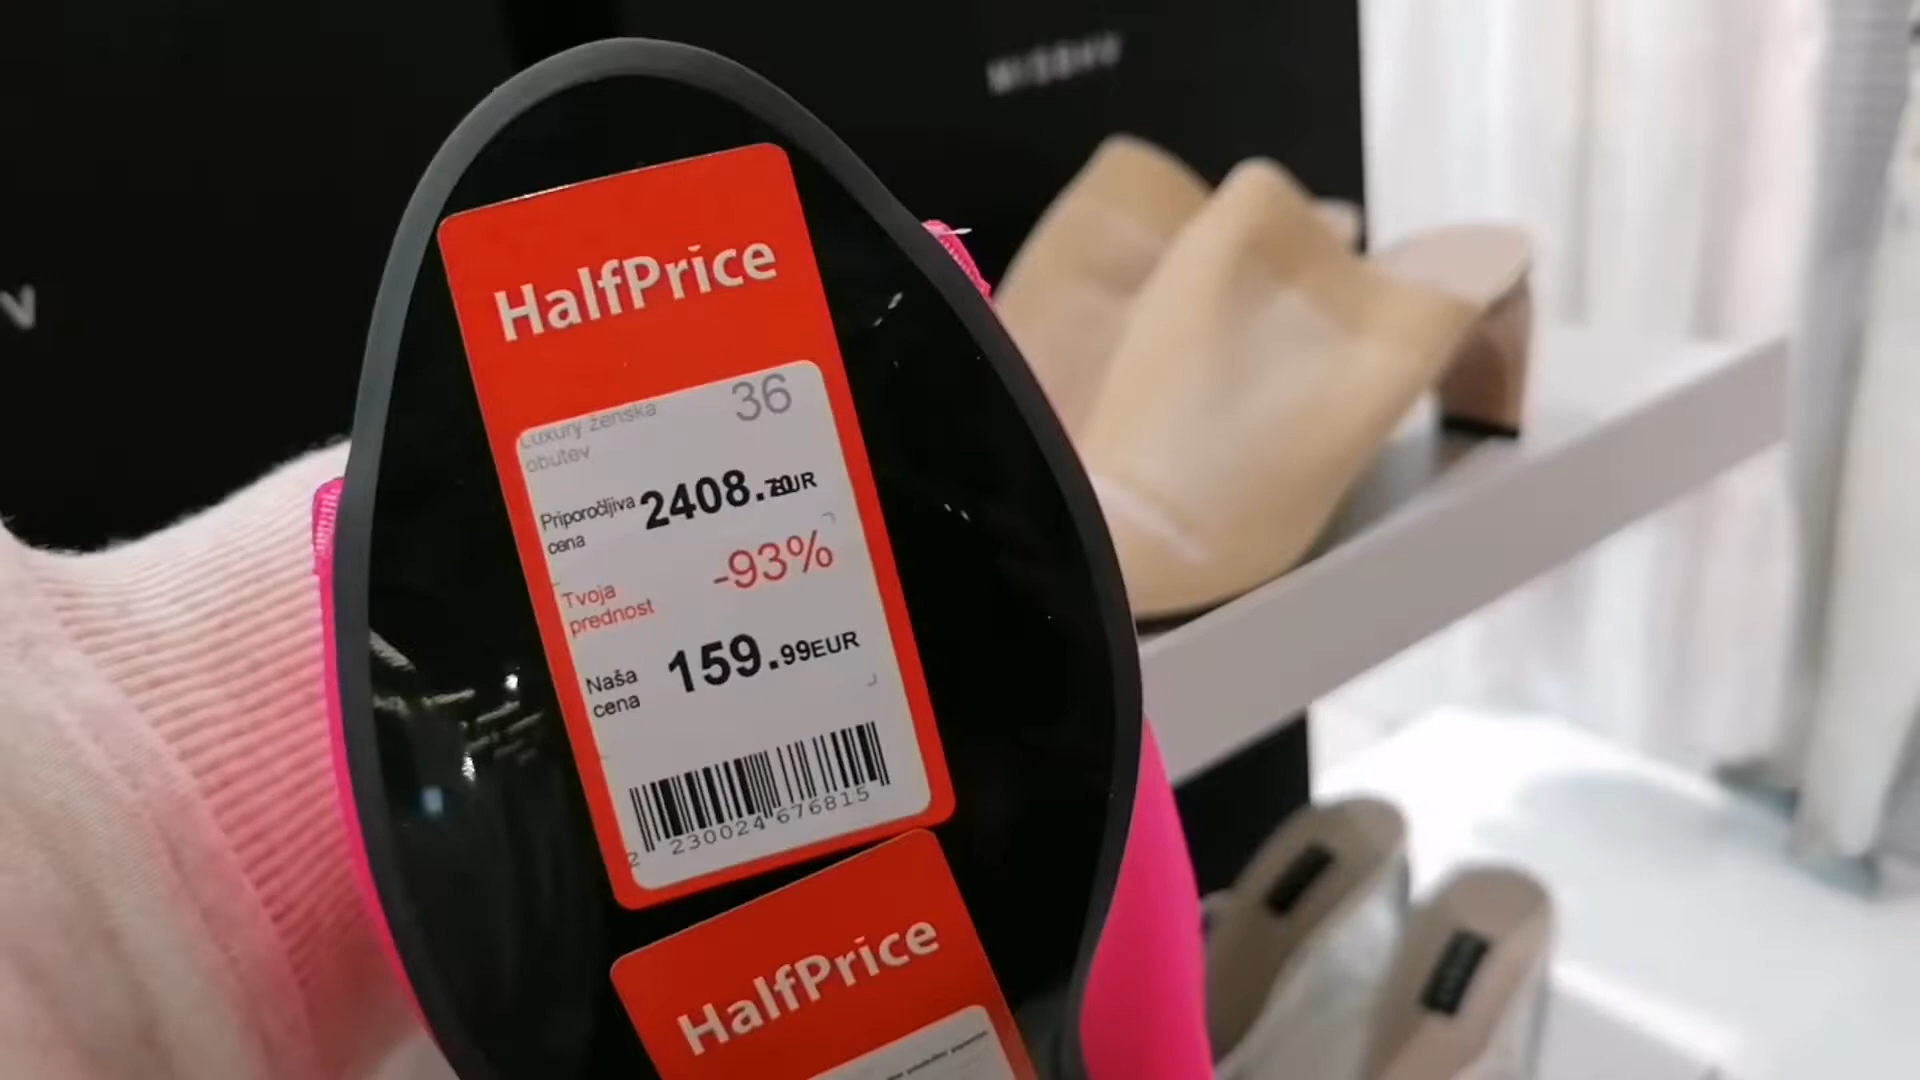 HalfPrice
Luxury ženska
36
obutev
Priporočljiva
cena
2408.70EUR
Tvoja
prednost
-93%
Naša
cena
159.99EUR
2 230024 676815
HalfPrice